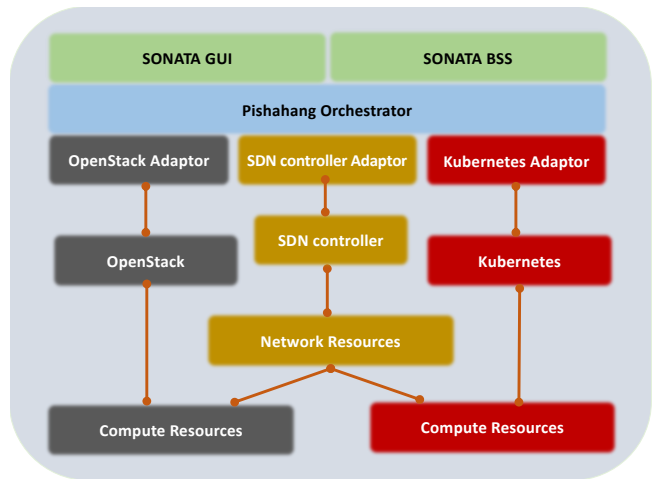 SONATA GUI
SONATA BSS
Pishahang Orchestrator
OpenStack Adaptor
SDN controller Adaptor
Kubernetes Adaptor
SDN controller
OpenStack
Kubernetes
Network Resources
Compute Resources
Compute Resources